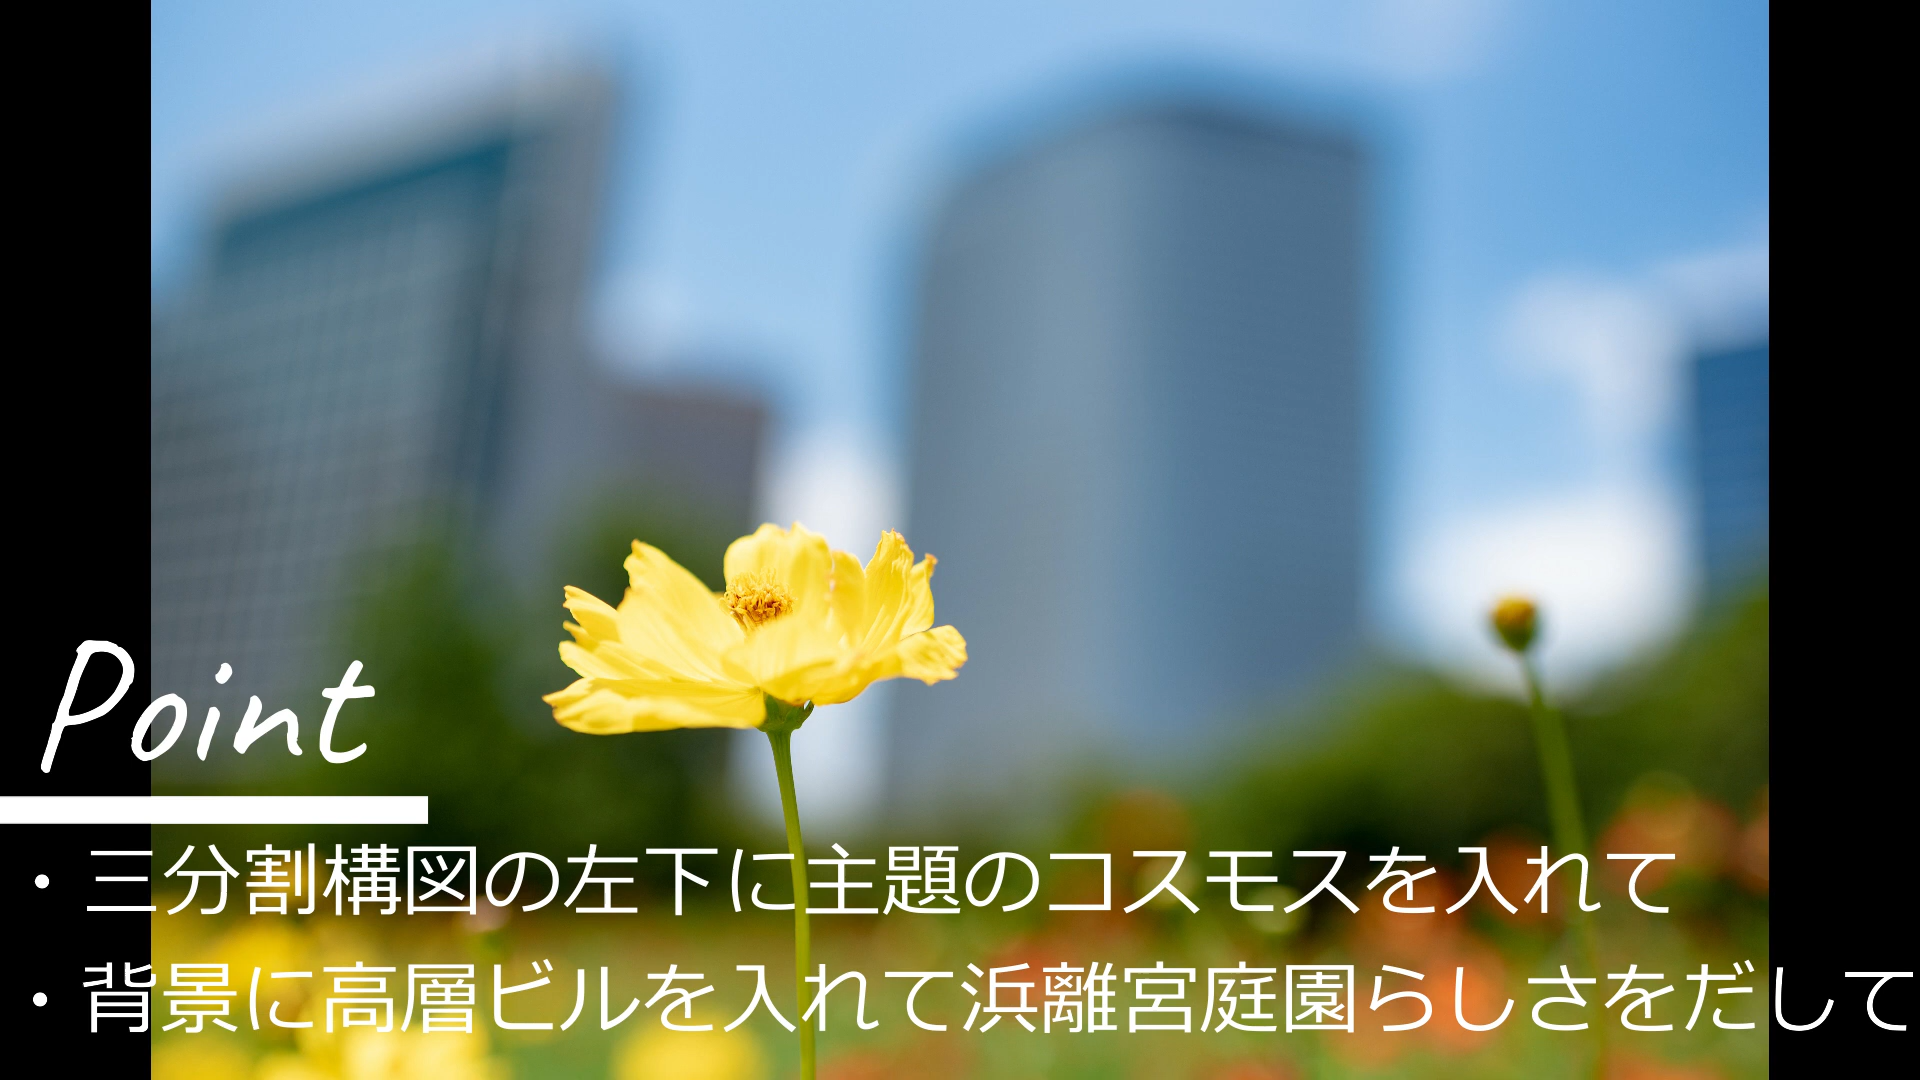 Point
・三分割構図の左下に主題のコスモスを入れて
・背景に高層ビルを入れて浜離宮庭園らしさをだして